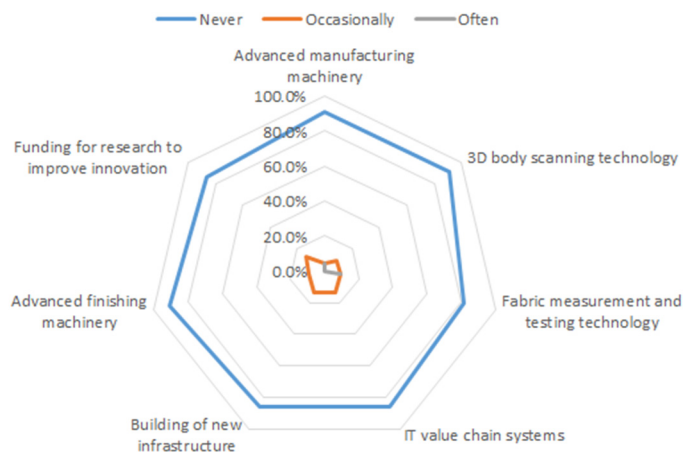 Never Occasionally Often
Advanced manufacturing
machinery
100.0%
80.0%
60.0%
40.0%
20.0%
0.0%
3D body scanning technology
Fabric measurement and
testing technology
IT value chain systems
Building of new
infrastructure
Advanced finishing
machinery
Funding for research to
improve innovation